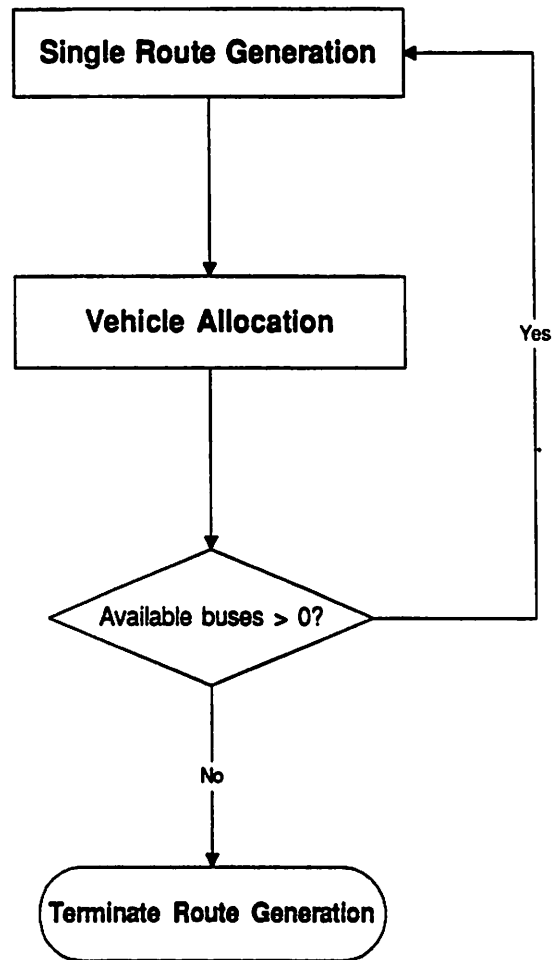 Single Route Generation
Vehicle Allocation
Yes
Available buses > 0?
No
Terminate Route Generation